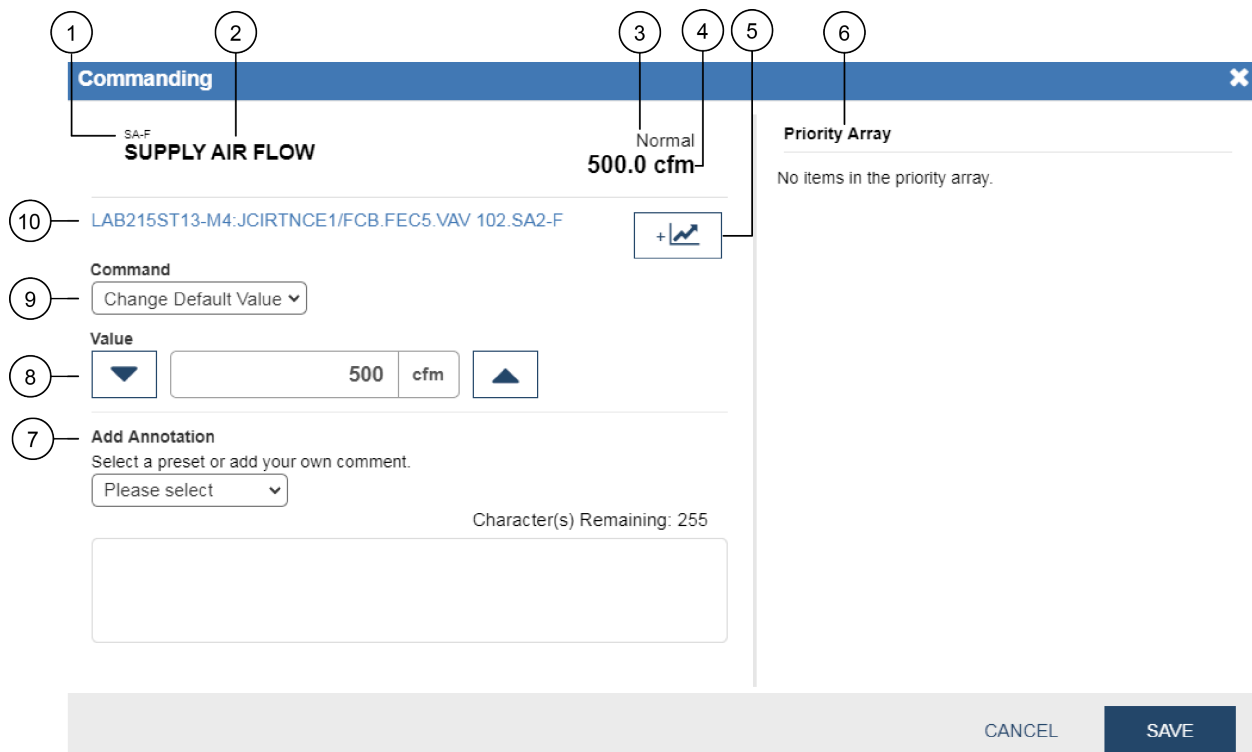 1 2 3 4 5 6
Commanding
SA-F
SUPPLY AIR FLOW
Normal
500.0 cfm
Priority Array
No items in the priority array.
10 LAB215ST13-M4:JCIRTNCE1/FCB.FEC5.VAV 102.SA2-F
+
Command
9 Change Default Value
Value
8 500 cfm
7 Add Annotation
Select a preset or add your own comment.
Please select
Character(s) Remaining: 255
CANCEL SAVE